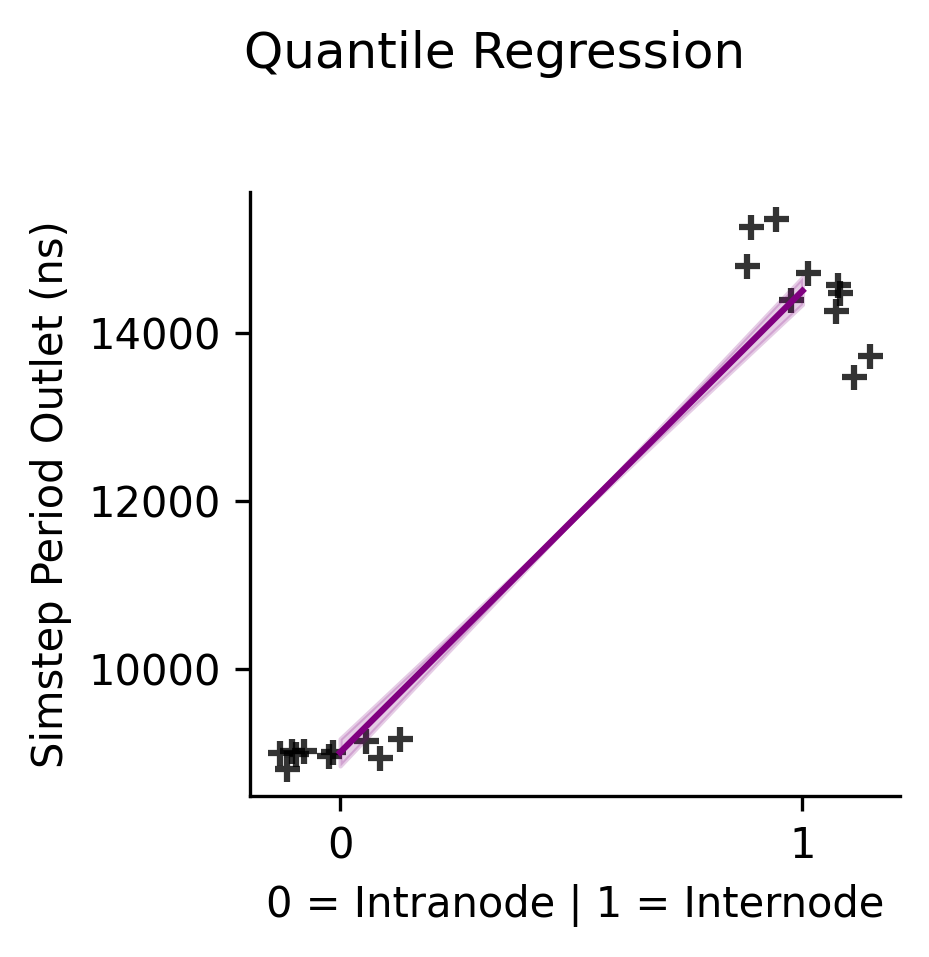 Quantile Regression
Simstep Period Outlet (ns)
14000
12000
10000
0
1
0 = Intranode | 1 = Internode